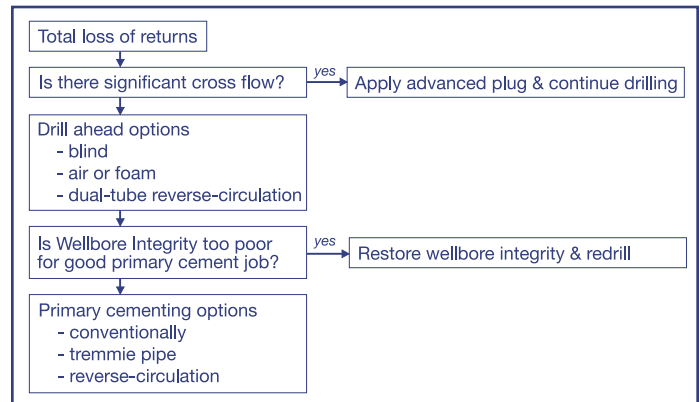 Total loss of returns
Is there significant cross flow?
yes
Apply advanced plug & continue drilling
Drill ahead options
- blind
- air or foam
- dual-tube reverse-circulation
Is Wellbore Integrity too poor
for good primary cement job?
yes
Restore wellbore integrity & redrill
Primary cementing options
- conventionally
- tremmie pipe
- reverse-circulation